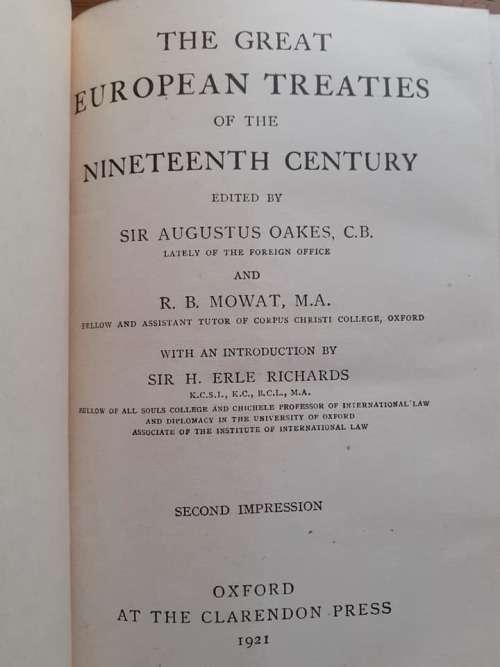 THE GREAT
EUROPEAN TREATIES
OF THE
NINETEENTH CENTURY
EDITED BY
SIR AUGUSTUS OAKES, C.B.
LATELY OF THE FOREIGN OFFICE
AND
R. B. MOWAT, M.A.
FELLOW AND ASSISTANT TUTOR OF CORPUS CHRISTI COLLEGE, OXFORD
WITH AN INTRODUCTION BY
SIR H. ERLE RICHARDS
K.C.S.I., K.C., B.C.L., M.A.
FELLOW OF ALL SOULS COLLEGE AND CHICHELE PROFESSOR OF INTERNATIONAL LAW
AND DIPLOMACY IN THE UNIVERSITY OF OXFORD
ASSOCIATE OF THE INSTITUTE OF INTERNATIONAL LAW
SECOND IMPRESSION
OXFORD
AT THE CLARENDON PRESS
1921